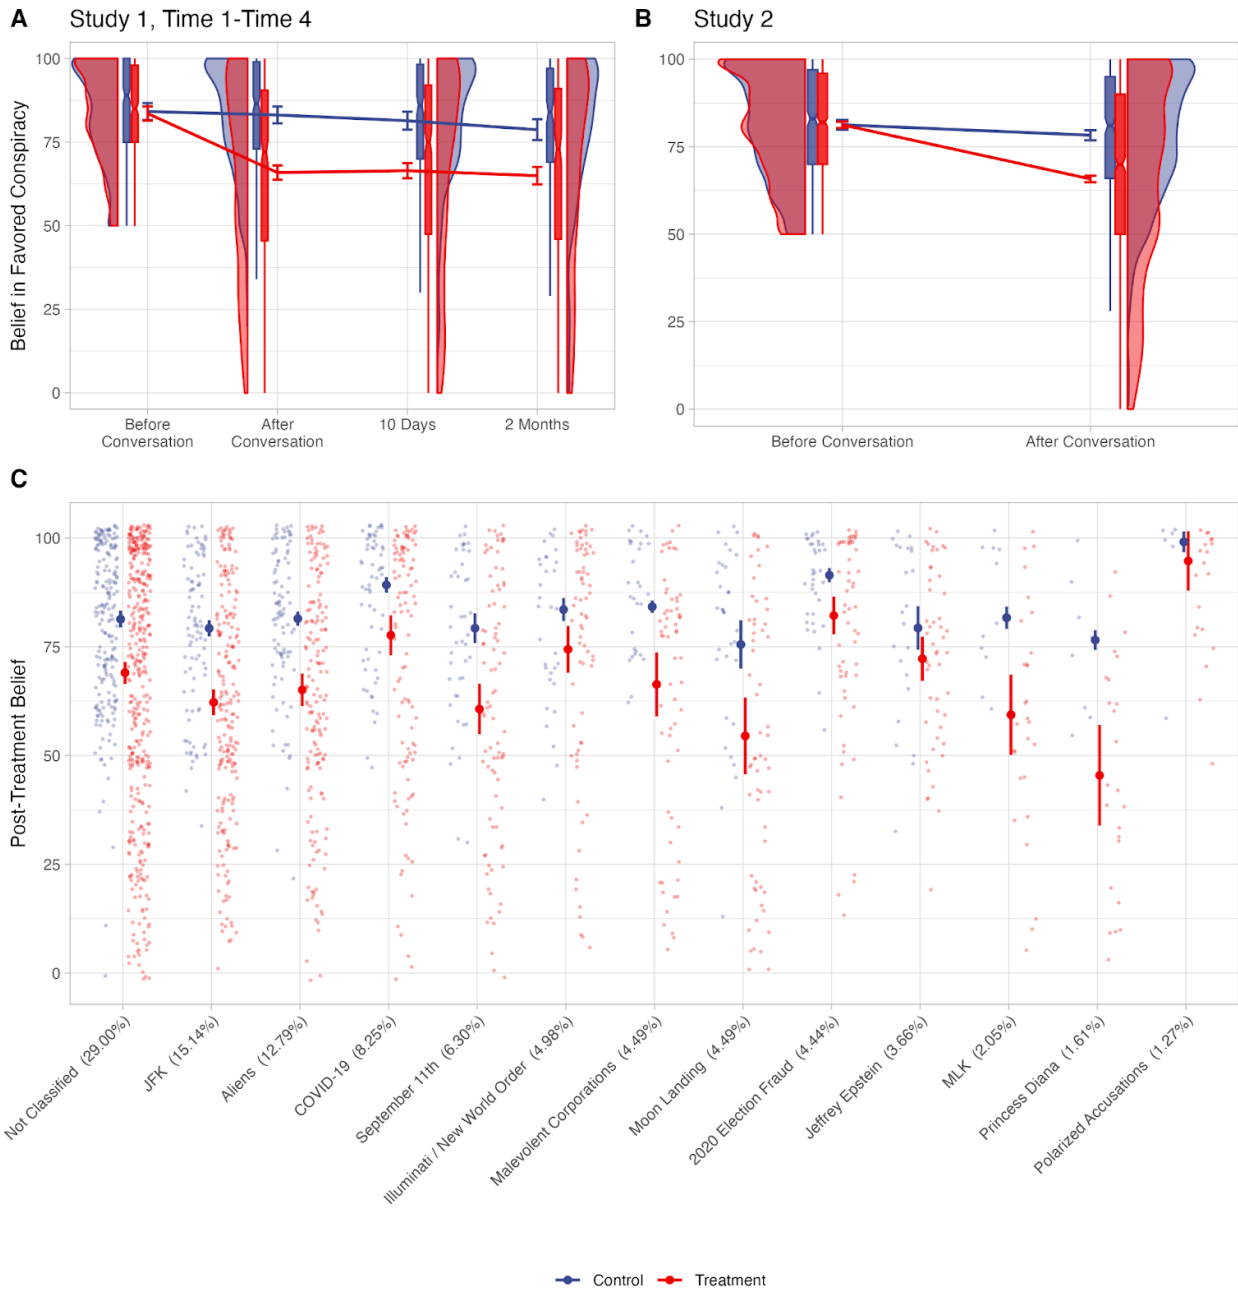 A
Study 1, Time 1-Time 4
B
Study 2
Belief in Favored Conspiracy
100
75
50
25
0
Before
Conversation
After
Conversation
10 Days
2 Months
100
75
50
25
0
Before Conversation
After Conversation
C
Post-Treatment Belief
100
75
50
25
0
Not Classified (29.00%)
JFK (15.14%)
Aliens (12.79%)
COVID-19 (8.25%)
September 11th (6.30%)
Illuminati / New World Order (4.98%)
Malevolent Corporations (4.49%)
Moon Landing (4.49%)
2020 Election Fraud (4.44%)
Jeffrey Epstein (3.66%)
MLK (2.05%)
Princess Diana (1.61%)
Polarized Accusations (1.27%)
Control
Treatment